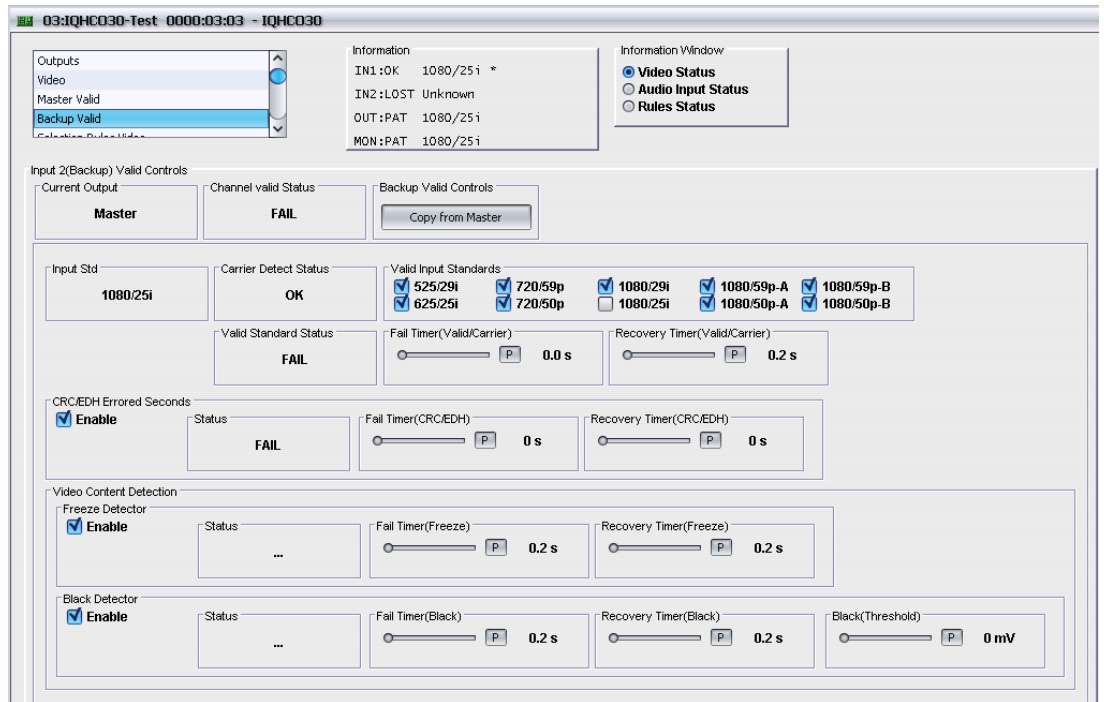 03:IQHCO30-Test 0000:03:03 - IQHCO30
Outputs
Video
Master Valid
Backup Valid
Selection Rules Video
Information
IN1:OK 1080/25i *
IN2:LOST Unknown
OUT:PAT 1080/25i
MON:PAT 1080/25i
Information Window
Video Status
Audio Input Status
Rules Status
Input 2(Backup) Valid Controls
Current Output
Master
Channel valid Status
FAIL
Backup Valid Controls
Copy from Master
Input Std
1080/25i
Carrier Detect Status
OK
Valid Input Standards
525/29i 720/59p 1080/29i 1080/59p-A 1080/59p-B
625/25i 720/50p 1080/25i 1080/50p-A 1080/50p-B
Valid Standard Status
FAIL
Fail Timer(Valid/Carrier)
P 0.0 s
Recovery Timer(Valid/Carrier)
P 0.2 s
CRC/EDH Errored Seconds
Enable
Status
FAIL
Fail Timer(CRC/EDH)
P 0 s
Recovery Timer(CRC/EDH)
P 0 s
Video Content Detection
Freeze Detector
Enable
Status
...
Fail Timer(Freeze)
P 0.2 s
Recovery Timer(Freeze)
P 0.2 s
Black Detector
Enable
Status
...
Fail Timer(Black)
P 0.2 s
Recovery Timer(Black)
P 0.2 s
Black(Threshold)
P 0 mV